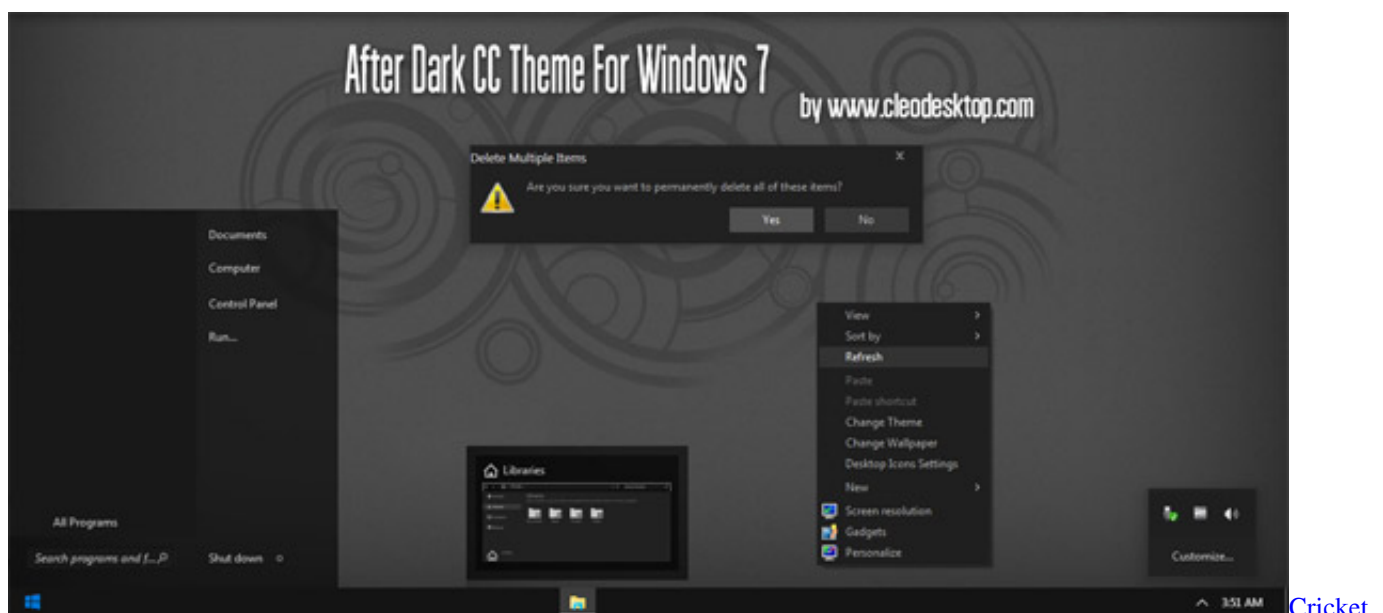 After Dark CC Theme For Windows 7
by www.cleodesktop.com
Delete Multiple Items
x
Are you sure you want to permanently delete all of these items?
Yes
No
Documents
Computer
Control Panel
Run...
All Programs
Search programs and f...
Shut down
Libraries
View
Sort by
Refresh
Paste
Paste shortcut
Change Theme
Change Wallpaper
Desktop Icons Settings
New
Screen resolution
Gadgets
Personalize
Customize...
3:51 AM
Cricket